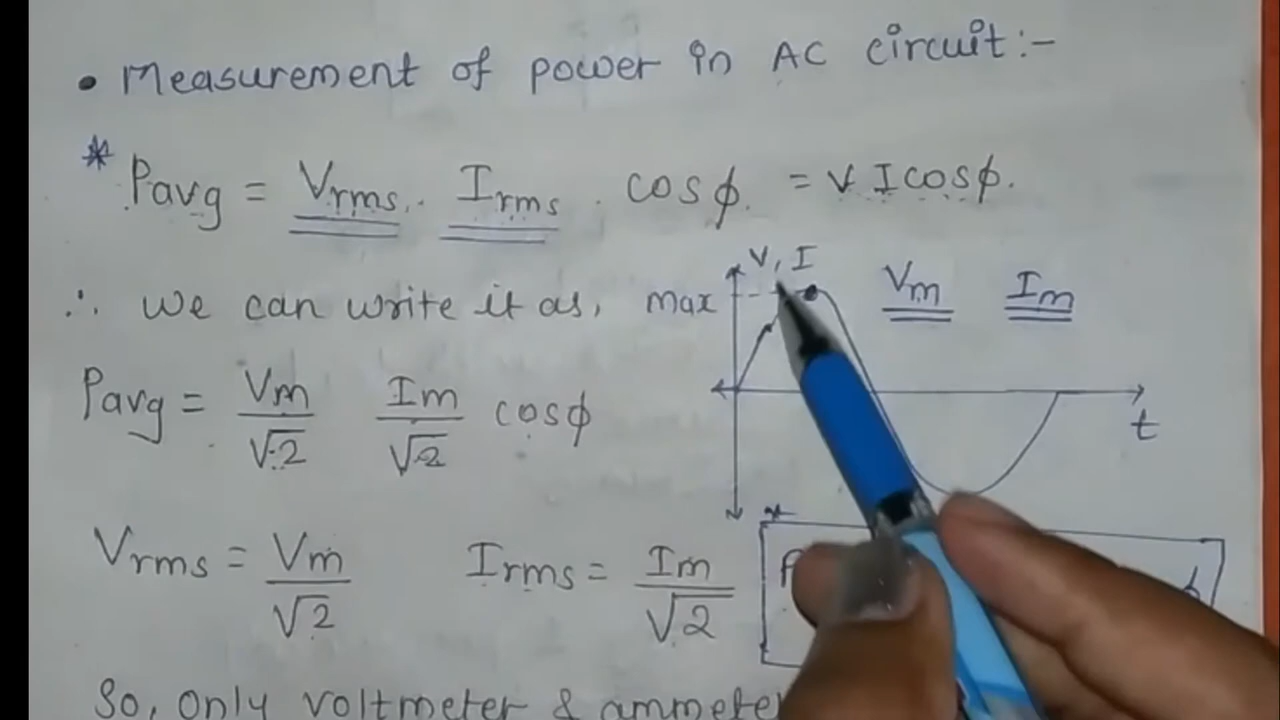 • Measurement of power in AC circuit:-
* Pavg = Vrms . Irms . cosϕ. = V I cosϕ.
V, I
∴ we can write it as, max Vm Im
Pavg = Vm/√2 Im/√2 cosϕ
t
Vrms = Vm/√2 Irms = Im/√2
So, only voltmeter & ammeter